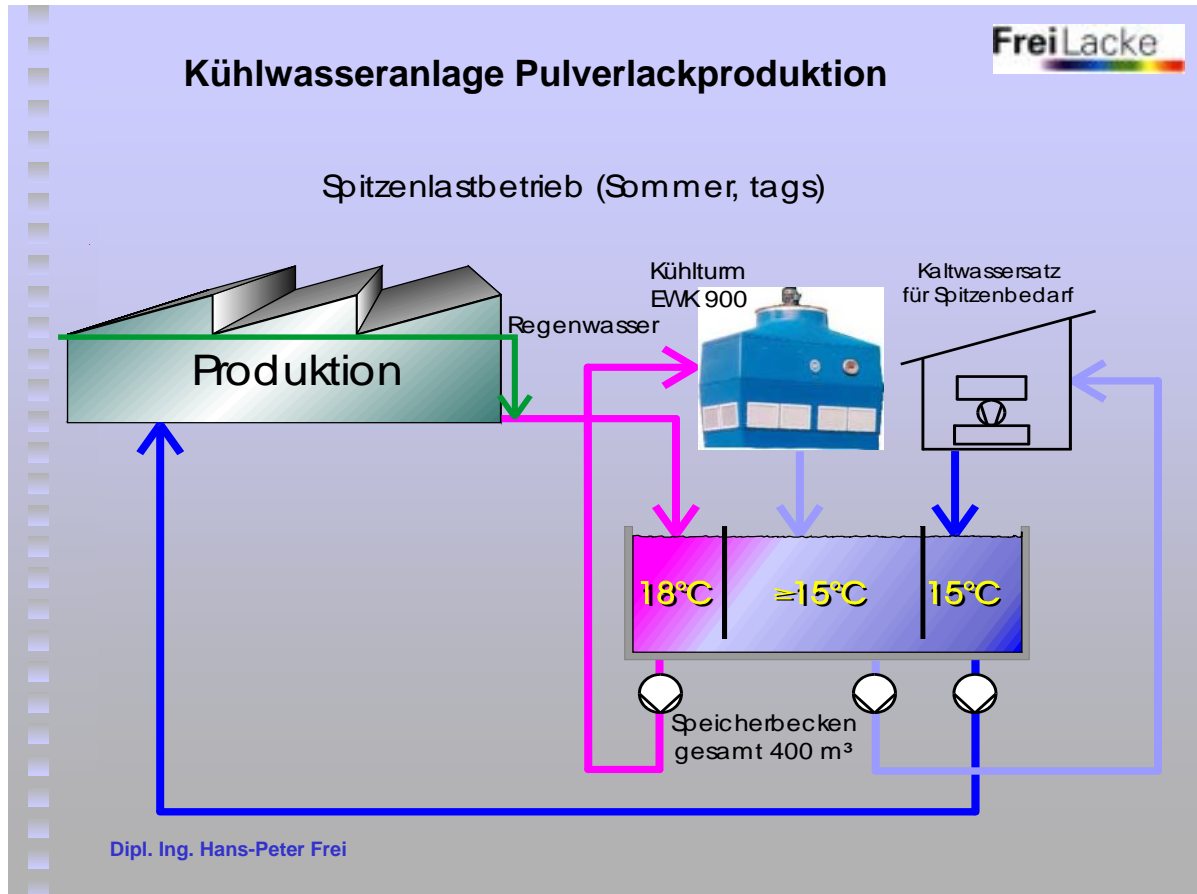 FreiLacke
Kühlwasseranlage Pulverlackproduktion
Spitzenlastbetrieb (Sommer, tags)
Kühlturm
EWK 900
Kaltwassersatz
für Spitzenbedarf
Regenwasser
Produktion
18°C
≥15°C
15°C
Speicherbecken
gesamt 400 m³
Dipl. Ing. Hans-Peter Frei